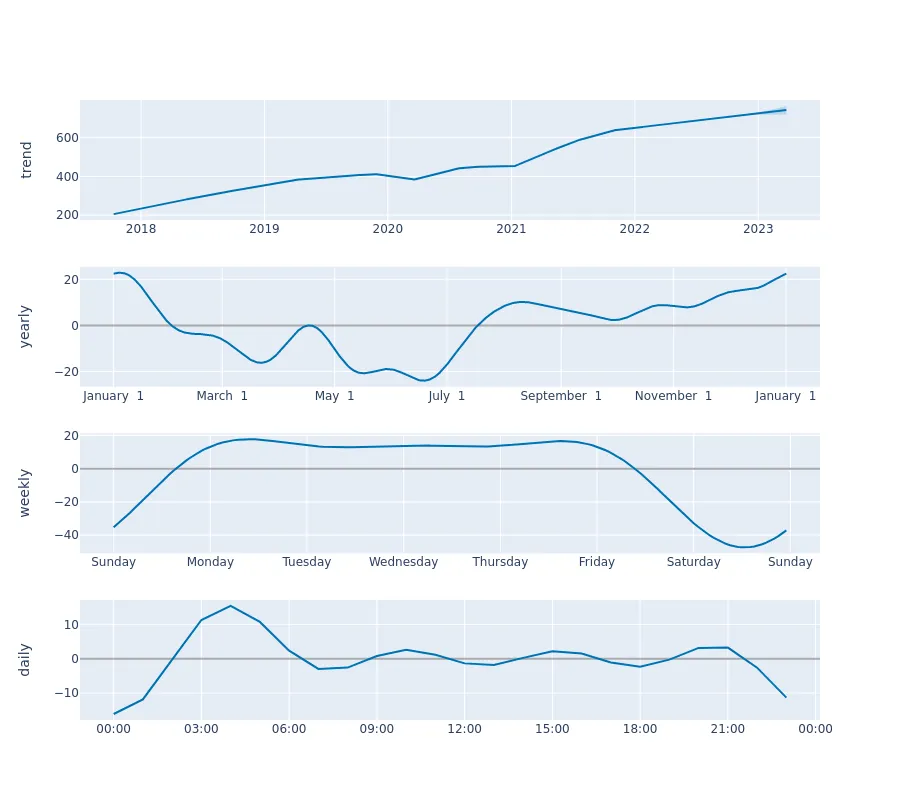 trend
600
400
200
2018 2019 2020 2021 2022 2023
yearly
20
0
−20
January 1 March 1 May 1 July 1 September 1 November 1 January 1
weekly
20
0
−20
−40
Sunday Monday Tuesday Wednesday Thursday Friday Saturday Sunday
daily
10
0
−10
00:00 03:00 06:00 09:00 12:00 15:00 18:00 21:00 00:00